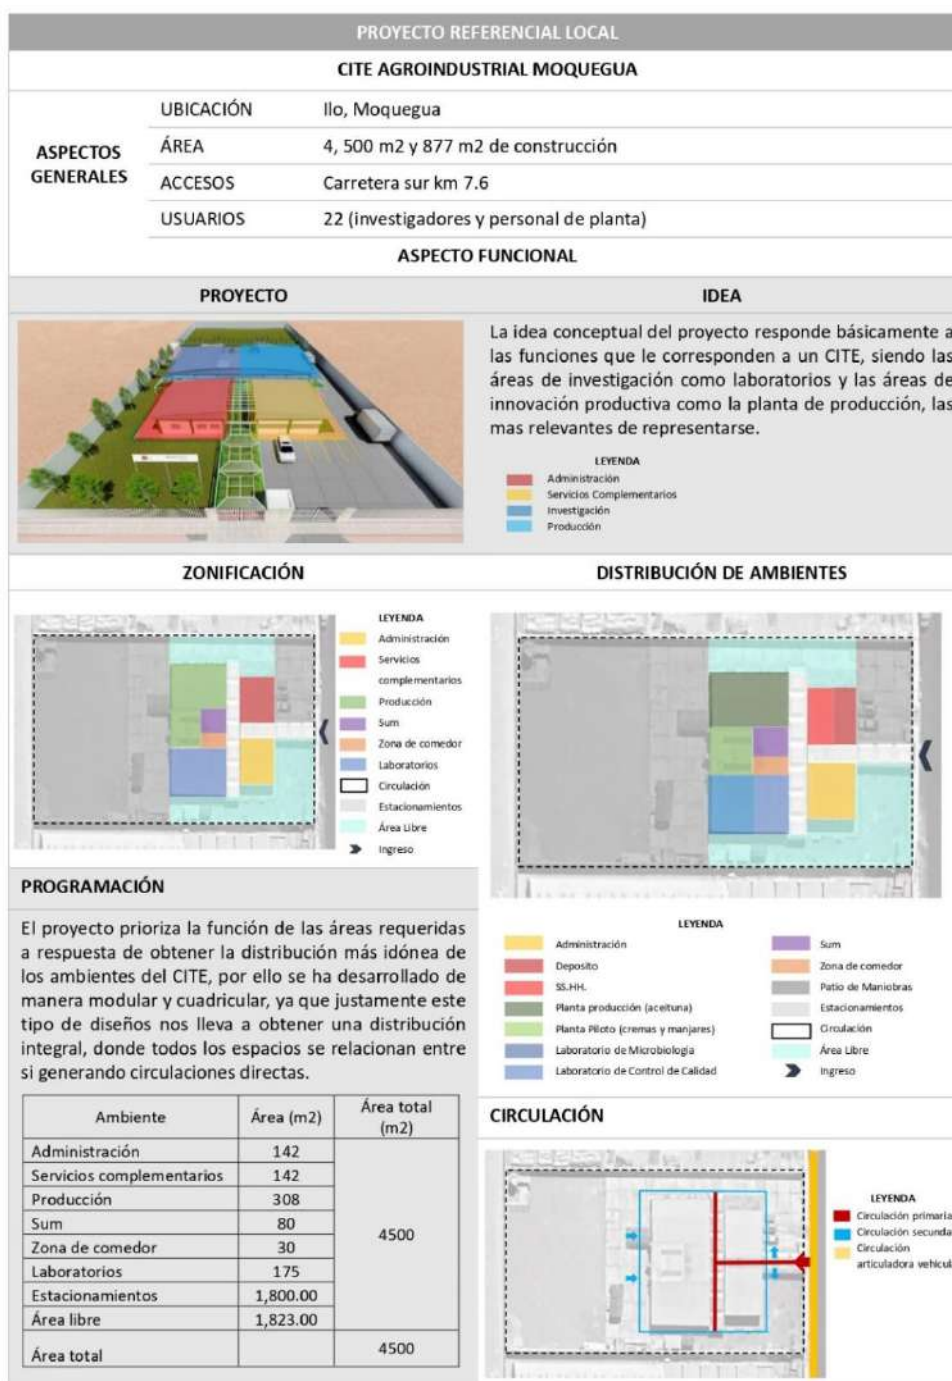 PROYECTO REFERENCIAL LOCAL
CITE AGROINDUSTRIAL MOQUEGUA
ASPECTOS GENERALES
UBICACIÓN Ilo, Moquegua
ÁREA 4, 500 m2 y 877 m2 de construcción
ACCESOS Carretera sur km 7.6
USUARIOS 22 (investigadores y personal de planta)
ASPECTO FUNCIONAL
PROYECTO
IDEA
La idea conceptual del proyecto responde básicamente a
las funciones que le corresponden a un CITE, siendo las
áreas de investigación como laboratorios y las áreas de
innovación productiva como la planta de producción, las
mas relevantes de representarse.
LEYENDA
Administración
Servicios Complementarios
Investigación
Producción
ZONIFICACIÓN
LEYENDA
Administración
Servicios
complementarios
Producción
Sum
Zona de comedor
Laboratorios
Circulación
Estacionamientos
Área Libre
Ingreso
DISTRIBUCIÓN DE AMBIENTES
LEYENDA
Administración
Deposito
SS.HH.
Planta producción (aceituna)
Planta Piloto (cremas y manjares)
Laboratorio de Microbiología
Laboratorio de Control de Calidad
Sum
Zona de comedor
Patio de Maniobras
Estacionamientos
Circulación
Área Libre
Ingreso
PROGRAMACIÓN
El proyecto prioriza la función de las áreas requeridas
a respuesta de obtener la distribución más idónea de
los ambientes del CITE, por ello se ha desarrollado de
manera modular y cuadricular, ya que justamente este
tipo de diseños nos lleva a obtener una distribución
integral, donde todos los espacios se relacionan entre
si generando circulaciones directas.
Ambiente Área (m2) Área total (m2)
Administración 142
Servicios complementarios 142
Producción 308
Sum 80
4500
Zona de comedor 30
Laboratorios 175
Estacionamientos 1,800.00
Área libre 1,823.00
Área total 4500
CIRCULACIÓN
LEYENDA
Circulación primaria
Circulación secunda
Circulación
articuladora vehicul